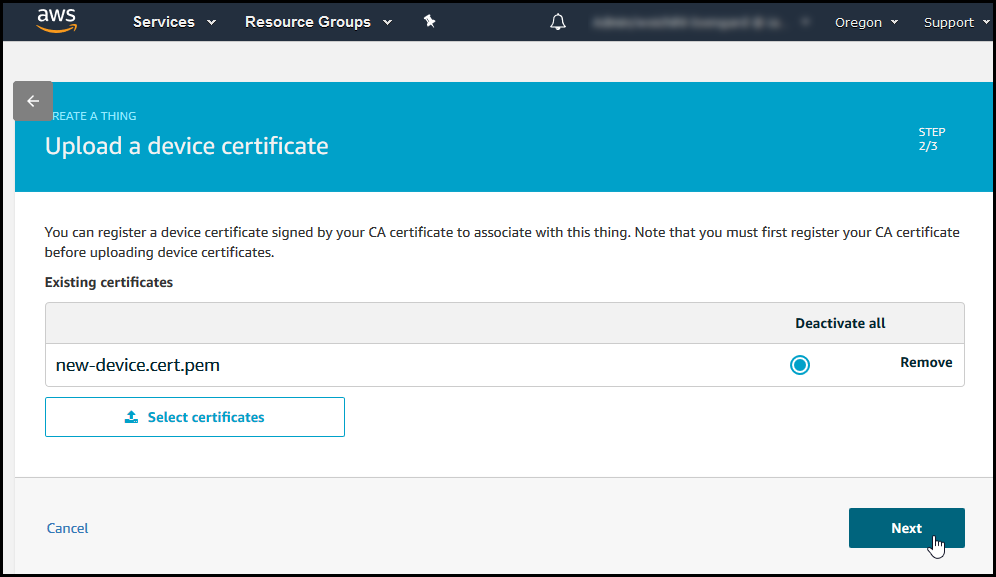 aws Services Resource Groups Oregon Support
REATE A THING
Upload a device certificate
STEP
2/3
You can register a device certificate signed by your CA certificate to associate with this thing. Note that you must first register your CA certificate
before uploading device certificates.
Existing certificates
Deactivate all
new-device.cert.pem Remove
Select certificates
Cancel Next